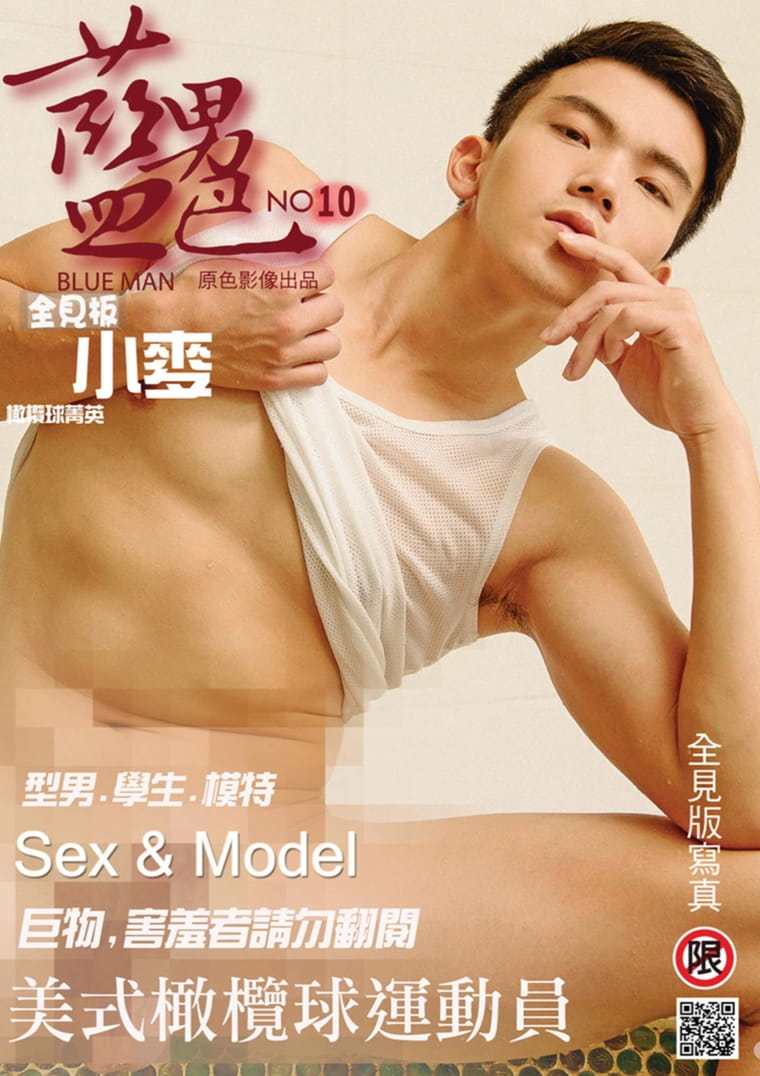 藍男色
NO10
BLUE MAN 原色影像出品
全見板
小麥
橄欖球菁英
型男.學生.模特
Sex & Model
巨物,害羞者請勿翻閱
美式橄欖球運動員
全見版寫真
限